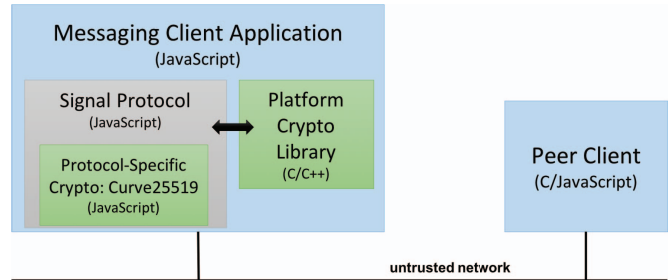 Messaging Client Application
(JavaScript)
Signal Protocol
(JavaScript)
Protocol-Specific
Crypto: Curve25519
(JavaScript)
Platform
Crypto
Library
(C/C++)
Peer Client
(C/JavaScript)
untrusted network